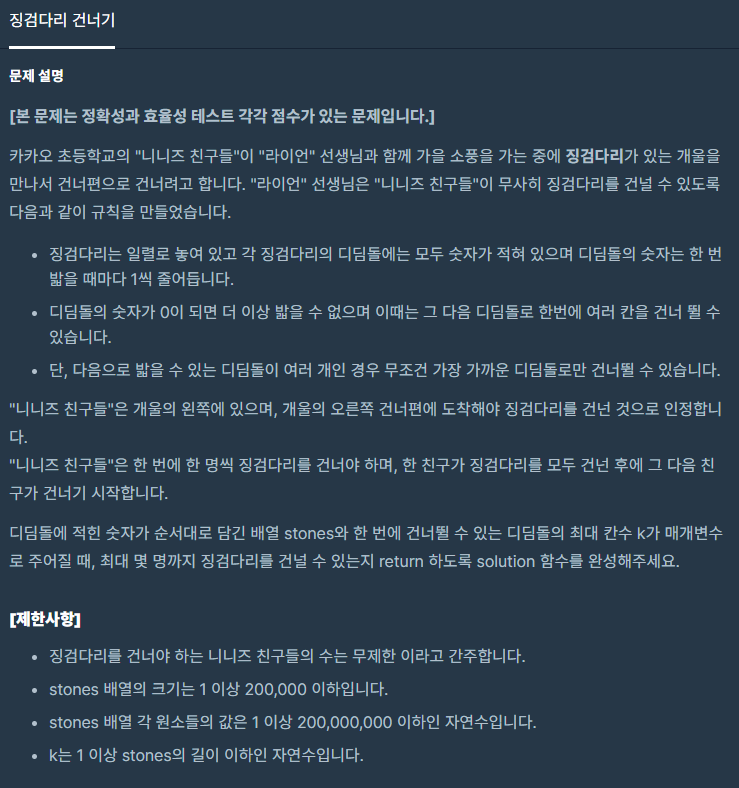 징검다리 건너기
문제 설명
[본 문제는 정확성과 효율성 테스트 각각 점수가 있는 문제입니다.]
카카오 초등학교의 "니니즈 친구들"이 "라이언" 선생님과 함께 가을 소풍을 가는 중에 징검다리가 있는 개울을
만나서 건너편으로 건너려고 합니다. "라이언" 선생님은 "니니즈 친구들"이 무사히 징검다리를 건널 수 있도록
다음과 같이 규칙을 만들었습니다.
• 징검다리는 일렬로 놓여 있고 각 징검다리의 디딤돌에는 모두 숫자가 적혀 있으며 디딤돌의 숫자는 한 번
밟을 때마다 1씩 줄어듭니다.
• 디딤돌의 숫자가 0이 되면 더 이상 밟을 수 없으며 이때는 그 다음 디딤돌로 한번에 여러 칸을 건너 뛸 수
있습니다.
• 단, 다음으로 밟을 수 있는 디딤돌이 여러 개인 경우 무조건 가장 가까운 디딤돌로만 건너뛸 수 있습니다.
"니니즈 친구들"은 개울의 왼쪽에 있으며, 개울의 오른쪽 건너편에 도착해야 징검다리를 건넌 것으로 인정합니
다.
"니니즈 친구들"은 한 번에 한 명씩 징검다리를 건너야 하며, 한 친구가 징검다리를 모두 건넌 후에 그 다음 친
구가 건너기 시작합니다.
디딤돌에 적힌 숫자가 순서대로 담긴 배열 stones와 한 번에 건너뛸 수 있는 디딤돌의 최대 칸수 k가 매개변수
로 주어질 때, 최대 몇 명까지 징검다리를 건널 수 있는지 return 하도록 solution 함수를 완성해주세요.
[제한사항]
• 징검다리를 건너야 하는 니니즈 친구들의 수는 무제한 이라고 간주합니다.
• stones 배열의 크기는 1 이상 200,000 이하입니다.
• stones 배열 각 원소들의 값은 1 이상 200,000,000 이하인 자연수입니다.
• k는 1 이상 stones의 길이 이하인 자연수입니다.